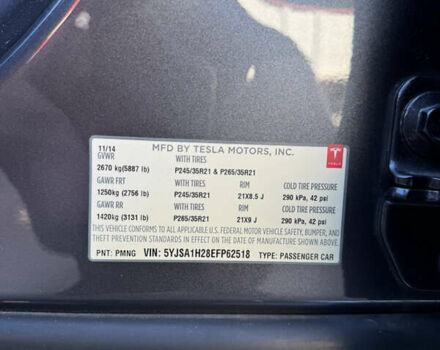 11/14 MFD BY TESLA MOTORS, INC.
GVWR WITH TIRES
2670 kg(5887 lb) P245/35R21 & P265/35R21
GAWR FRT WITH TIRES RIM COLD TIRE PRESSURE
1250kg (2756 lb) P245/35R21 21X8.5 J 290 kPa, 42 psi
GAWR RR WITH TIRES RIM COLD TIRE PRESSURE
1420kg (3131 lb) P265/35R21 21X9 J 290 kPa, 42 psi
THIS VEHICLE CONFORMS TO ALL APPLICABLE U.S. FEDERAL MOTOR VEHICLE SAFETY, BUMPER, AND
THEFT PREVENTION STANDARDS IN EFFECT ON THE DATE OF MANUFACTURE SHOWN ABOVE.
PNT: PMNG VIN: 5YJSA1H28EFP62518 TYPE: PASSENGER CAR
TESLA